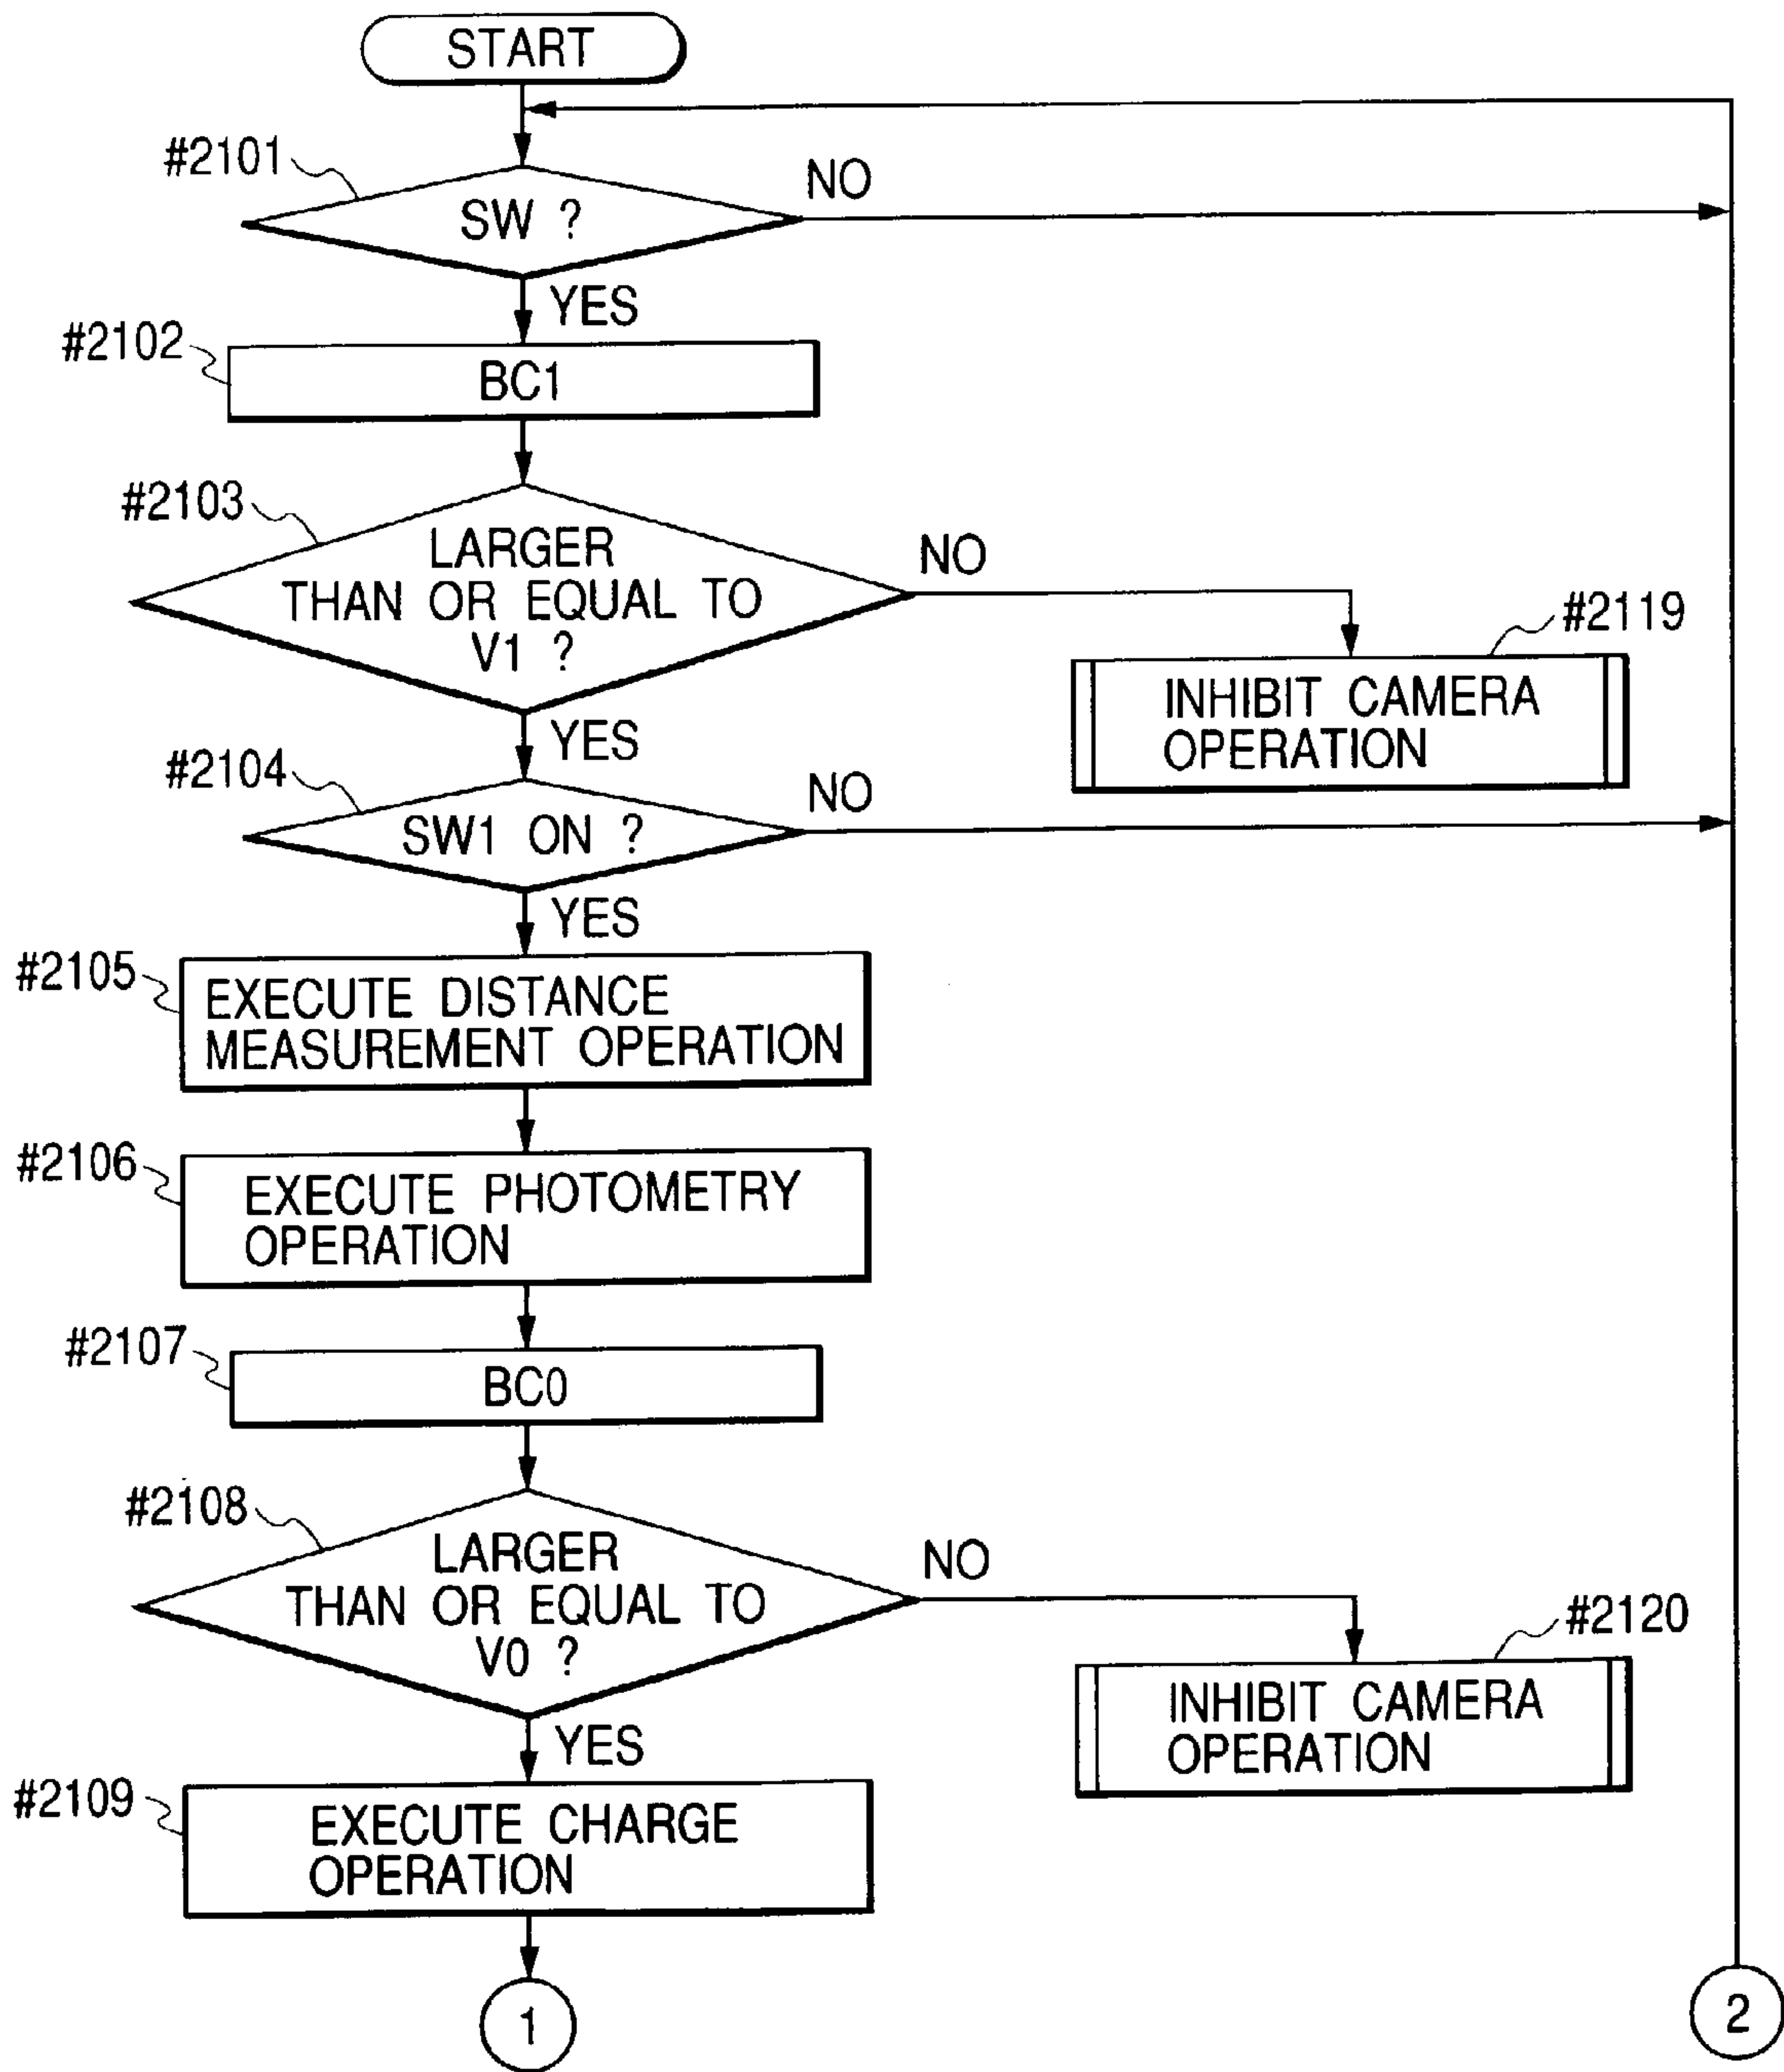 START
#2101
SW ?
NO
YES
#2102
BC1
#2103
LARGER
THAN OR EQUAL TO
V1 ?
NO
#2119
INHIBIT CAMERA
OPERATION
YES
#2104
SW1 ON ?
NO
YES
#2105
EXECUTE DISTANCE
MEASUREMENT OPERATION
#2106
EXECUTE PHOTOMETRY
OPERATION
#2107
BC0
#2108
LARGER
THAN OR EQUAL TO
V0 ?
NO
#2120
INHIBIT CAMERA
OPERATION
YES
#2109
EXECUTE CHARGE
OPERATION
1
2